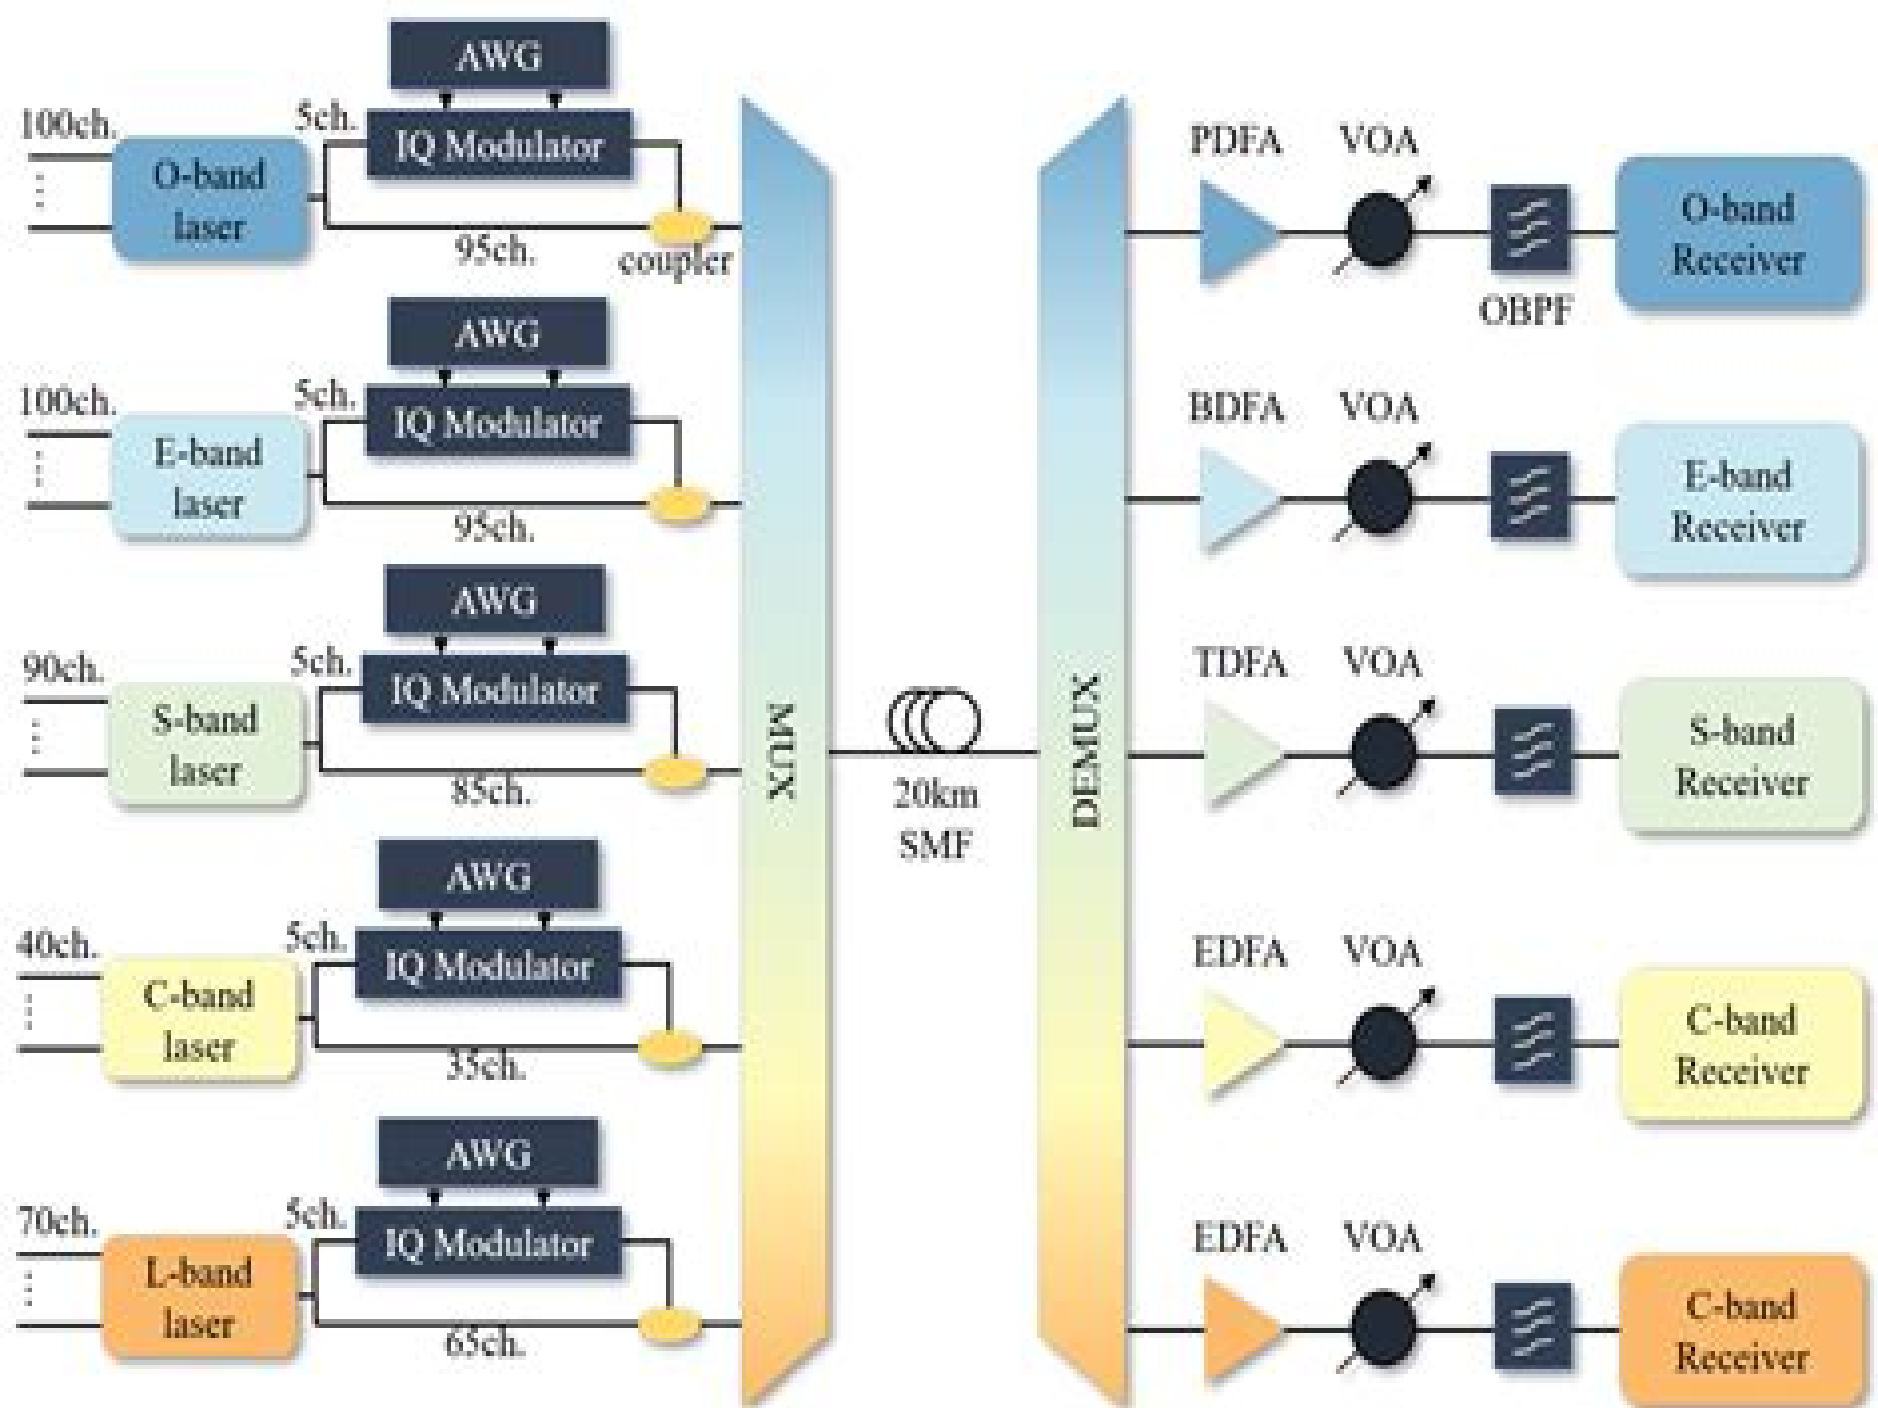 AWG
100ch.
5ch.
IQ Modulator
O-band
laser
95ch.
coupler
AWG
100ch.
5ch.
IQ Modulator
E-band
laser
95ch.
AWG
90ch.
5ch.
IQ Modulator
S-band
laser
85ch.
AWG
40ch.
5ch.
IQ Modulator
C-band
laser
35ch.
AWG
70ch.
5ch.
IQ Modulator
L-band
laser
65ch.
MUX
20km
SMF
DEMUX
PDFA VOA
OBPF
O-band
Receiver
BDFA VOA
E-band
Receiver
TDFA VOA
S-band
Receiver
EDFA VOA
C-band
Receiver
EDFA VOA
C-band
Receiver